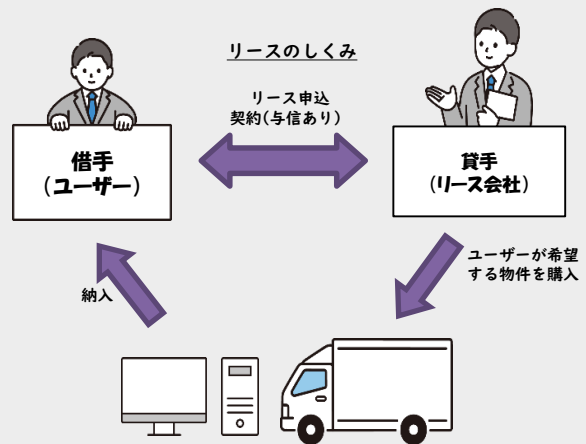 リースのしくみ
リース申込
契約(与信あり)
借手
(ユーザー)
貸手
(リース会社)
ユーザーが希望
する物件を購入
納入